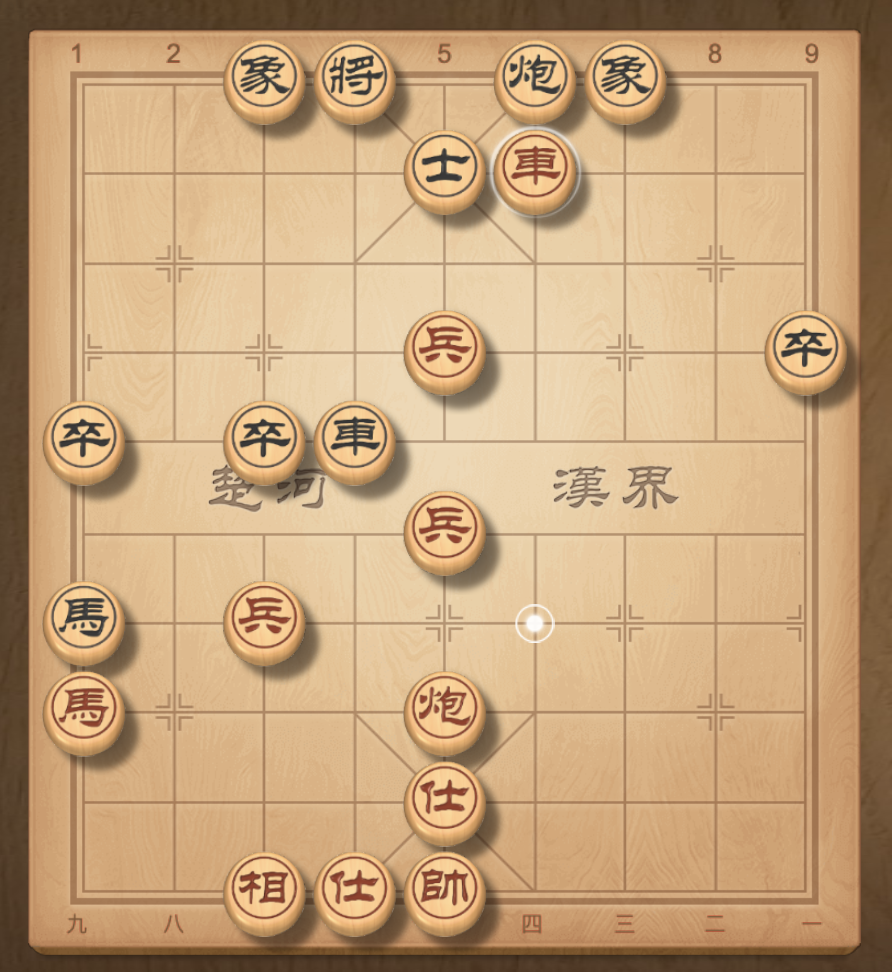 1 2 5 8 9
象 將 炮 象
士 車
兵 卒
卒 卒 車
楚河 漢界
兵
馬 兵
馬 炮
仕
相 仕 帥
九 八 四 三 二 一